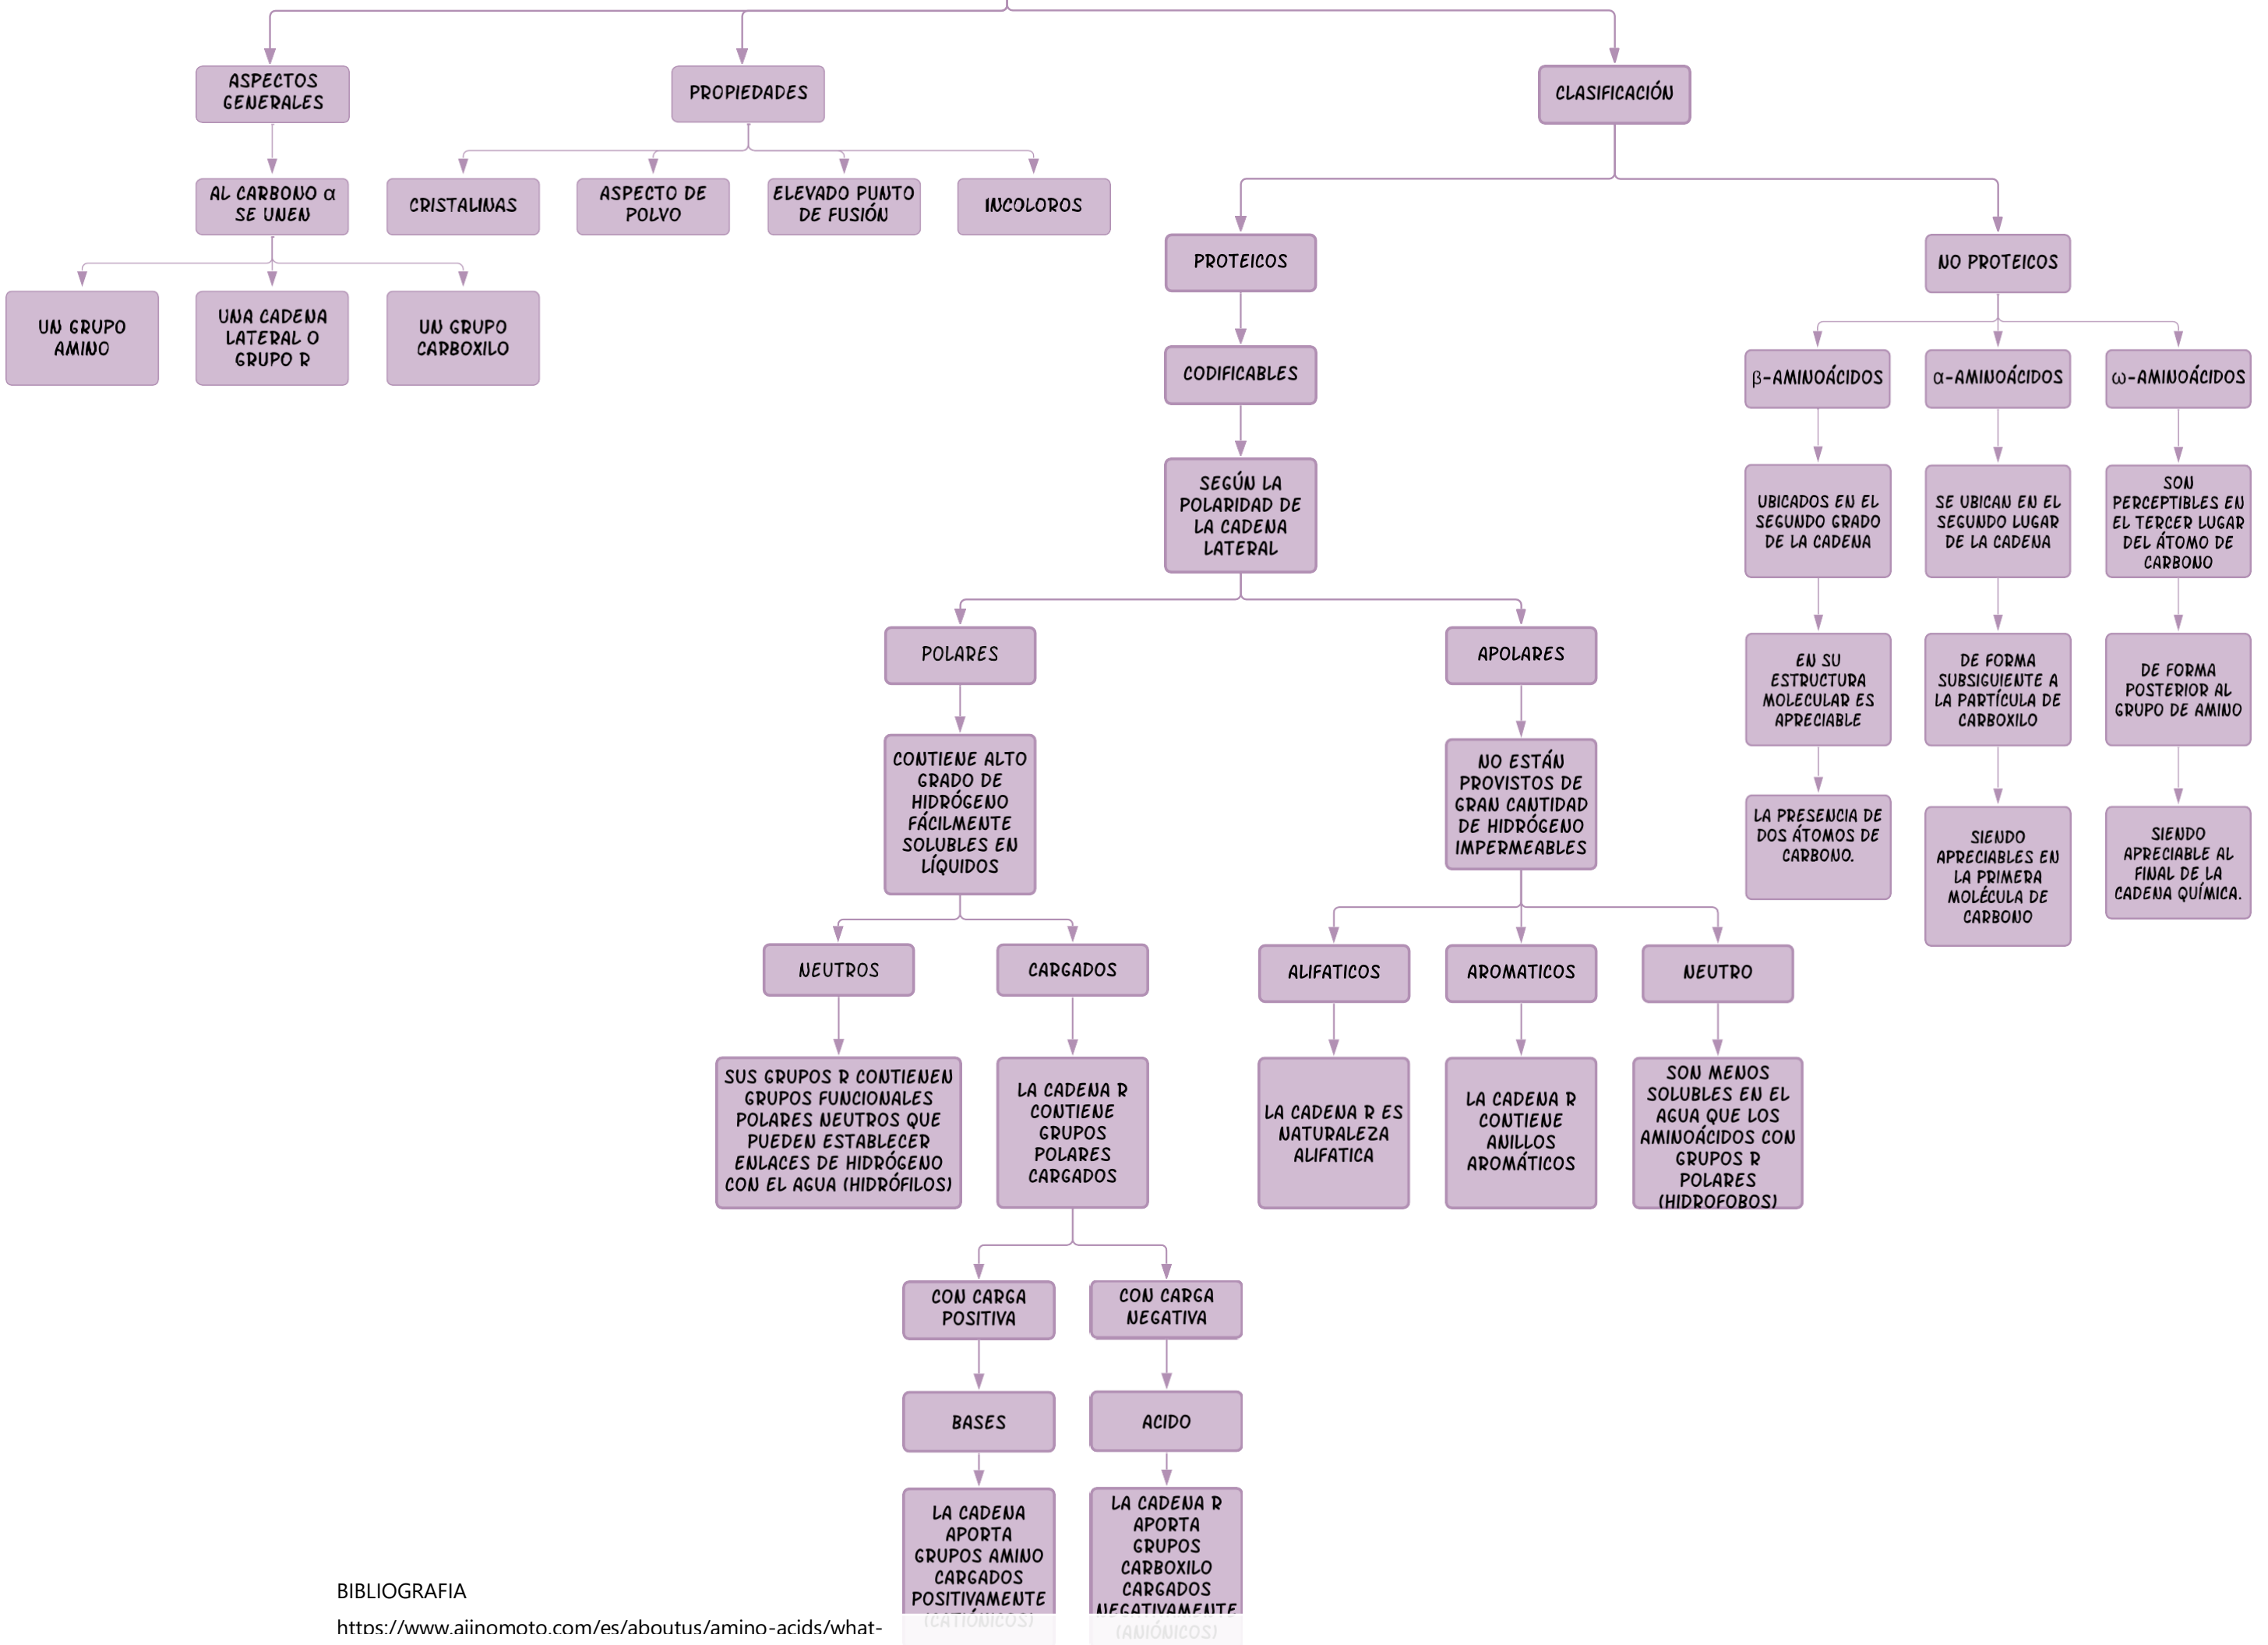 ASPECTOS
GENERALES
PROPIEDADES
CLASIFICACIÓN
AL CARBONO α
SE UNEN
CRISTALINAS
ASPECTO DE
POLVO
ELEVADO PUNTO
DE FUSIÓN
INCOLOROS
PROTEICOS
NO PROTEICOS
UN GRUPO
AMINO
UNA CADENA
LATERAL O
GRUPO R
UN GRUPO
CARBOXILO
CODIFICABLES
β-AMINOÁCIDOS
α-AMINOÁCIDOS
ω-AMINOÁCIDOS
SEGÚN LA
POLARIDAD DE
LA CADENA
LATERAL
UBICADOS EN EL
SEGUNDO GRADO
DE LA CADENA
SE UBICAN EN EL
SEGUNDO LUGAR
DE LA CADENA
SON
PERCEPTIBLES EN
EL TERCER LUGAR
DEL ÁTOMO DE
CARBONO
POLARES
APOLARES
EN SU
ESTRUCTURA
MOLECULAR ES
APRECIABLE
DE FORMA
SUBSIGUIENTE A
LA PARTÍCULA DE
CARBOXILO
DE FORMA
POSTERIOR AL
GRUPO DE AMINO
CONTIENE ALTO
GRADO DE
HIDRÓGENO
FÁCILMENTE
SOLUBLES EN
LÍQUIDOS
NO ESTÁN
PROVISTOS DE
GRAN CANTIDAD
DE HIDRÓGENO
IMPERMEABLES
LA PRESENCIA DE
DOS ÁTOMOS DE
CARBONO.
SIENDO
APRECIABLES EN
LA PRIMERA
MOLÉCULA DE
CARBONO
SIENDO
APRECIABLE AL
FINAL DE LA
CADENA QUÍMICA.
NEUTROS
CARGADOS
ALIFATICOS
AROMATICOS
NEUTRO
SUS GRUPOS R CONTIENEN
GRUPOS FUNCIONALES
POLARES NEUTROS QUE
PUEDEN ESTABLECER
ENLACES DE HIDRÓGENO
CON EL AGUA (HIDRÓFILOS)
LA CADENA R
CONTIENE
GRUPOS
POLARES
CARGADOS
LA CADENA R ES
NATURALEZA
ALIFATICA
LA CADENA R
CONTIENE
ANILLOS
AROMÁTICOS
SON MENOS
SOLUBLES EN EL
AGUA QUE LOS
AMINOÁCIDOS CON
GRUPOS R
POLARES
(HIDROFOBOS)
CON CARGA
POSITIVA
CON CARGA
NEGATIVA
BASES
ACIDO
LA CADENA
APORTA
GRUPOS AMINO
CARGADOS
POSITIVAMENTE
(CATIÓNICOS)
LA CADENA R
APORTA
GRUPOS
CARBOXILO
CARGADOS
NEGATIVAMENTE
(ANIÓNICOS)
BIBLIOGRAFIA
https://www.ajinomoto.com/es/aboutus/amino-acids/what-